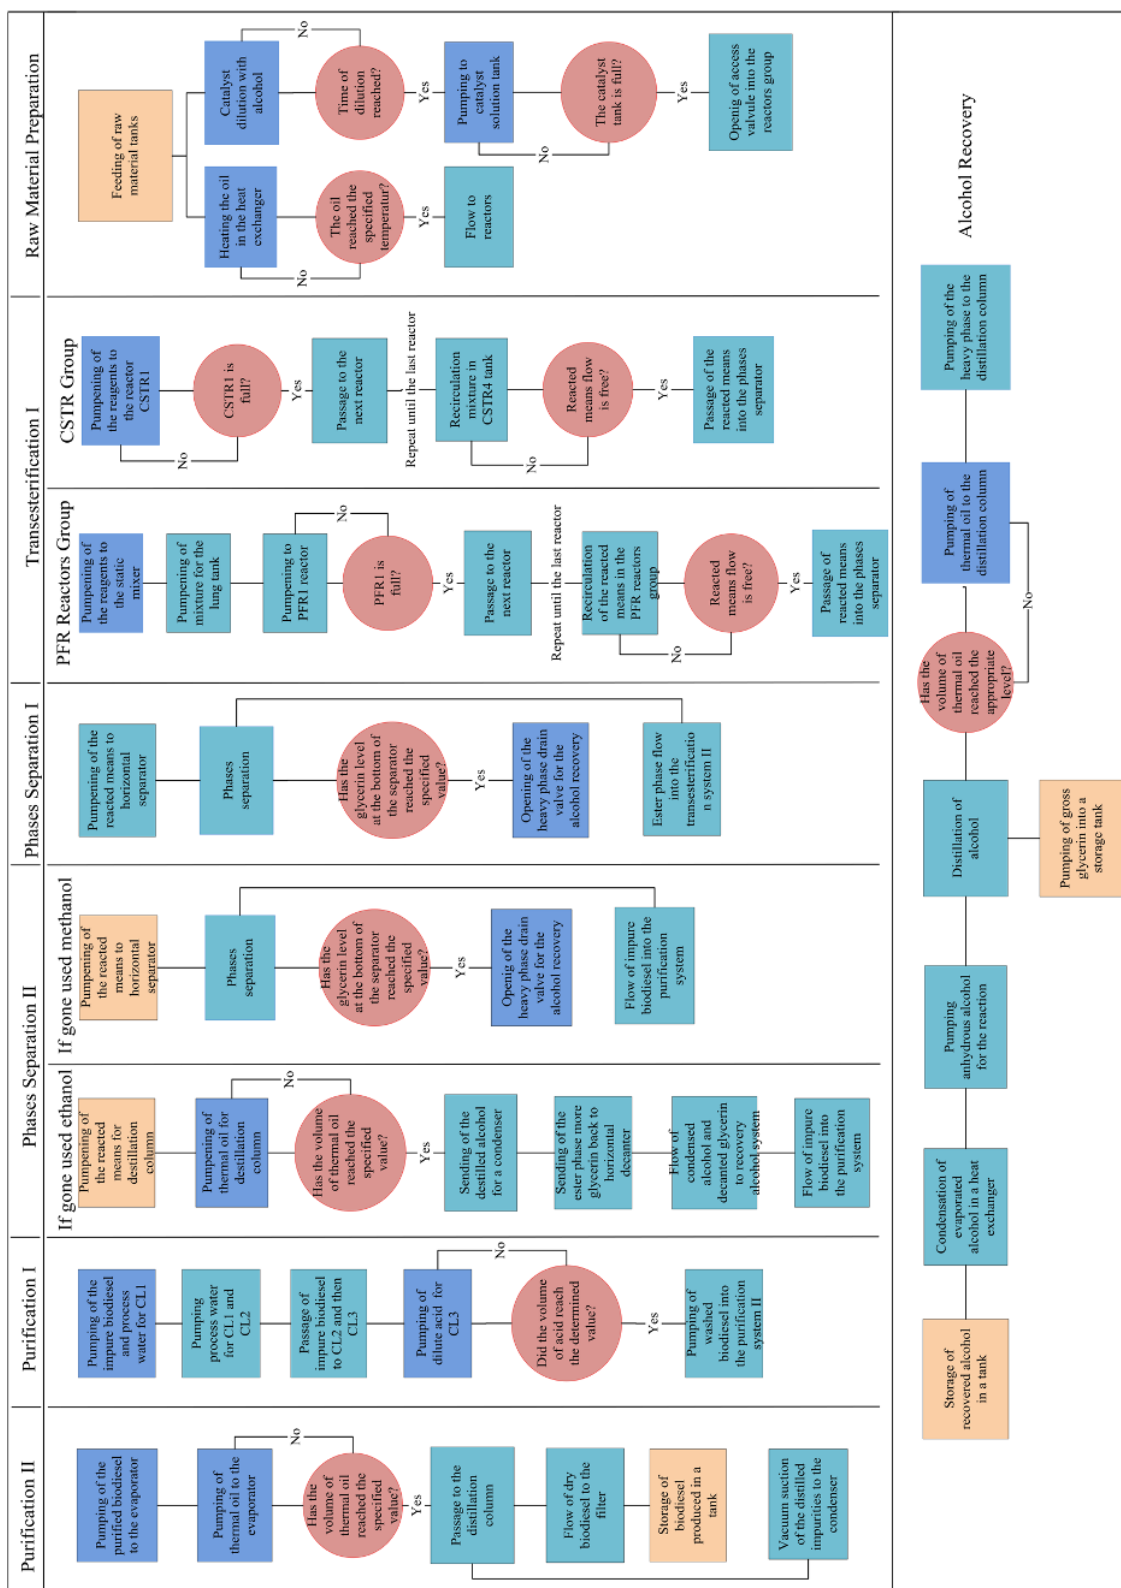 Raw Material Preparation
Feeding of raw
material tanks
Catalyst
dilution with
alcohol
No
Time of
dilution
reached?
Yes
Pumping to
catalyst
solution tank
No
The catalyst
tank is full?
Yes
Openig of access
valvule into the
reactors group
Heating the oil
in the heat
exchanger
No
The oil
reached the
specified
temperatur?
Yes
Flow to
reactors
Transesterification I
CSTR Group
Pumpening of
the reagents to
the reactor
CSTR1
No
CSTR1 is
full?
Yes
Passage to the
next reactor
Repeat until the last reactor
Recirculation
mixture in
CSTR4 tank
No
Reacted
means flow
is free?
Yes
Passage of the
reacted means
into the phases
separator
PFR Reactors Group
Pumpening of
the reagents to
the static
mixer
Pumpening of
mixture for the
lung tank
Pumpening to
PFR1 reactor
No
PFR1 is
full?
Yes
Passage to the
next reactor
Repeat until the last reactor
Recirculation
of the reacted
means in the
PFR reactors
group
No
Reacted
means flow
is free?
Yes
Passage of
reacted means
into the phases
separator
Phases Separation I
Pumpening of the
reacted means to
horizontal
separator
Phases
separation
Has the
glycerin level
at the bottom of
the separator
reached the
specified
value?
Yes
Opening of the
heavy phase drain
valve for the
alcohol recovery
Ester phase flow
into the
transesterificatio
n system II
Phases Separation II
If gone used methanol
Pumpening of
the reacted
means to
horizontal
separator
Phases
separation
Has the
glycerin level
at the bottom of
the separator
reached the
specified
value?
Yes
Openig of the
heavy phase drain
valve for the
alcohol recovery
Flow of impure
biodiesel into the
purification
system
If gone used ethanol
Pumpening of
the reacted
means for
destillation
column
Pumpening of
thermal oil for
destillation
column
No
Has the volume
of thermal oil
reached the
specified
value?
Yes
Sending of the
destilled alcohol
for a condenser
Sending of the
ester phase more
glycerin back to
horizontal
decanter
Flow of
condensed
alcohol and
decanted glycerin
to recovery
alcohol system
Flow of impure
biodiesel into
the purification
system
Purification I
Pumping of the
impure biodiesel
and process
water for CL1
Pumping
process water
for CL1 and
CL2
Passage of
impure biodiesel
to CL2 and then
CL3
Pumping of
dilute acid for
CL3
No
Did the volume
of acid reach
the determined
value?
Yes
Pumping of
washed
biodiesel into
the purification
system II
Purification II
Pumping of the
purified biodiesel
to the evaporator
Pumping of
thermal oil to the
evaporator
No
Has the
volume of
thermal oil
reached the
specified
value?
Yes
Passage to the
distillation
column
Flow of dry
biodiesel to the
filter
Storage of
biodiesel
produced in a
tank
Vacuum suction
of the distilled
impurities to the
condenser
Alcohol Recovery
Pumping of the
heavy phase to the
distillation column
Pumping of
thermal oil to the
distillation column
No
Has the
volume of
thermal oil
reached the
appropriate
level?
Distillation of
alcohol
Pumping of gross
glycerin into a
storage tank
Pumping
anhydrous alcohol
for the reaction
Condensation of
evaporated
alcohol in a heat
exchanger
Storage of
recovered alcohol
in a tank